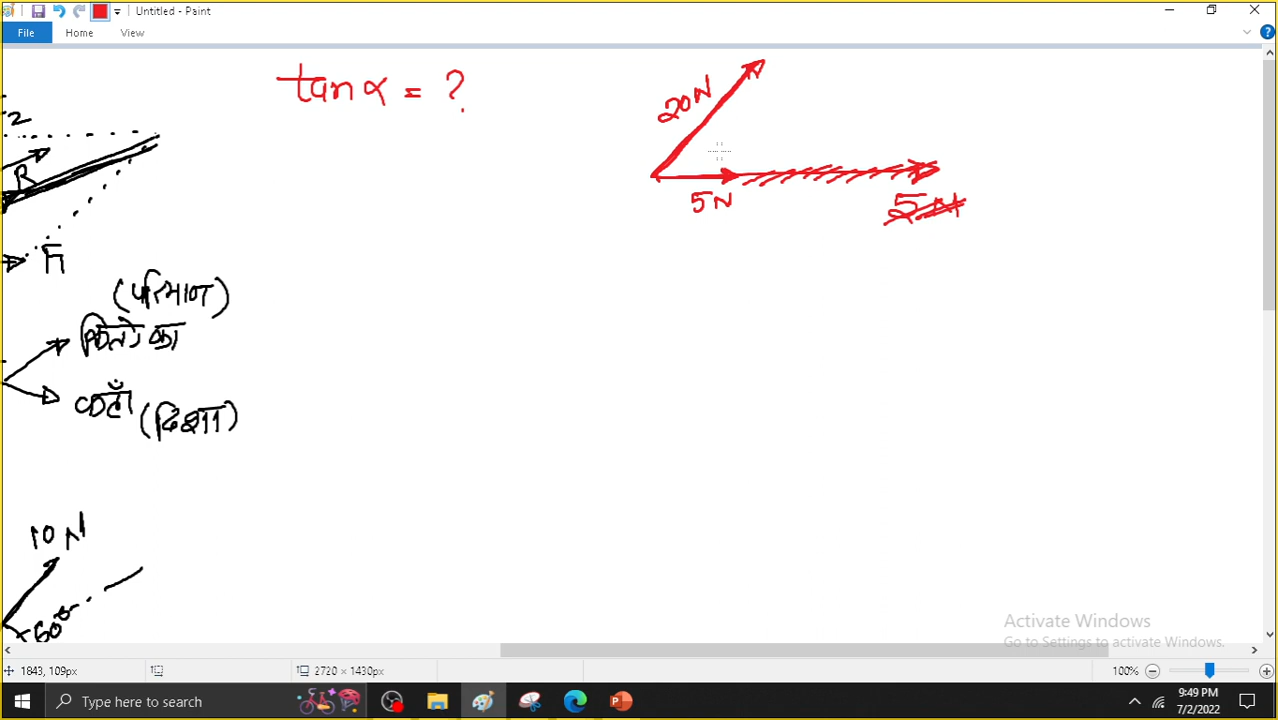 Untitled - Paint
File Home View
tan α = ?
20N
5N
5N
2
R
F
(परिमाण)
कितने का
कहाँ
(दिशा)
10 N
60°
Activate Windows
Go to Settings to activate Windows.
1843, 109px
2720 × 1430px
100%
Type here to search
9:49 PM
7/2/2022